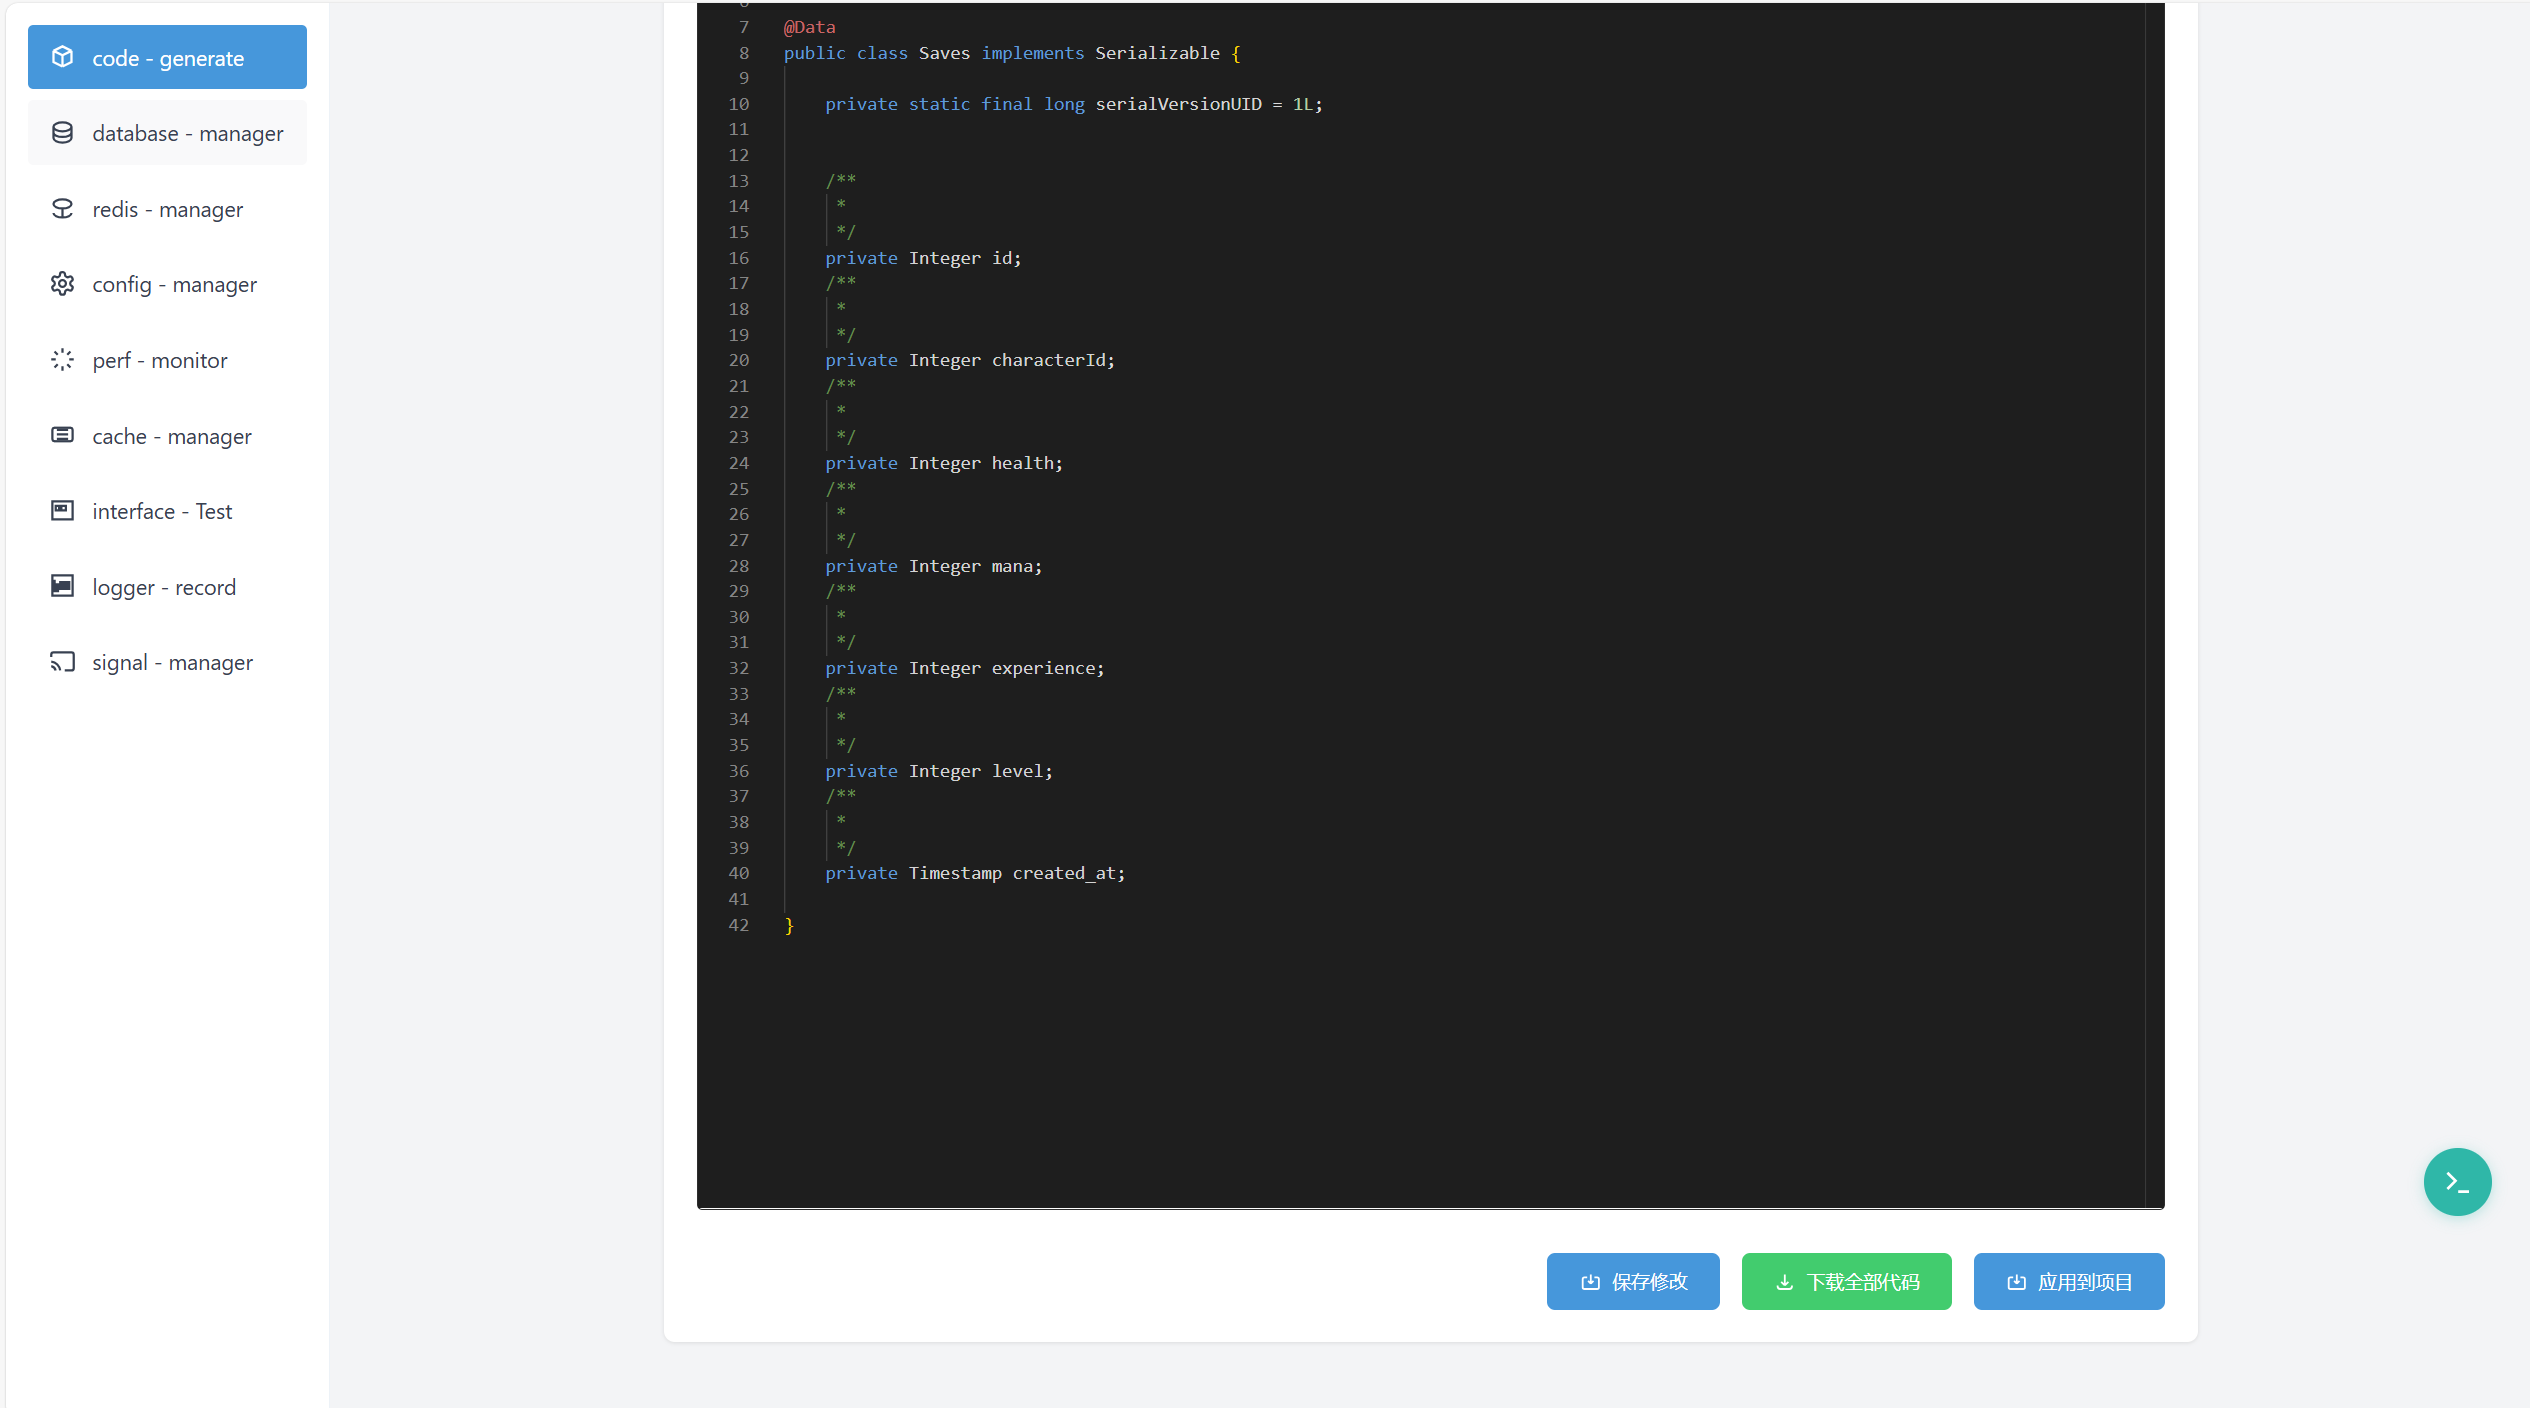 code - generate
database - manager
redis - manager
config - manager
perf - monitor
cache - manager
interface - Test
logger - record
signal - manager
7 @Data
8 public class Saves implements Serializable {
9
10 private static final long serialVersionUID = 1L;
11
12
13 /**
14 *
15 */
16 private Integer id;
17 /**
18 *
19 */
20 private Integer characterId;
21 /**
22 *
23 */
24 private Integer health;
25 /**
26 *
27 */
28 private Integer mana;
29 /**
30 *
31 */
32 private Integer experience;
33 /**
34 *
35 */
36 private Integer level;
37 /**
38 *
39 */
40 private Timestamp created_at;
41
42 }
保存修改
下载全部代码
应用到项目